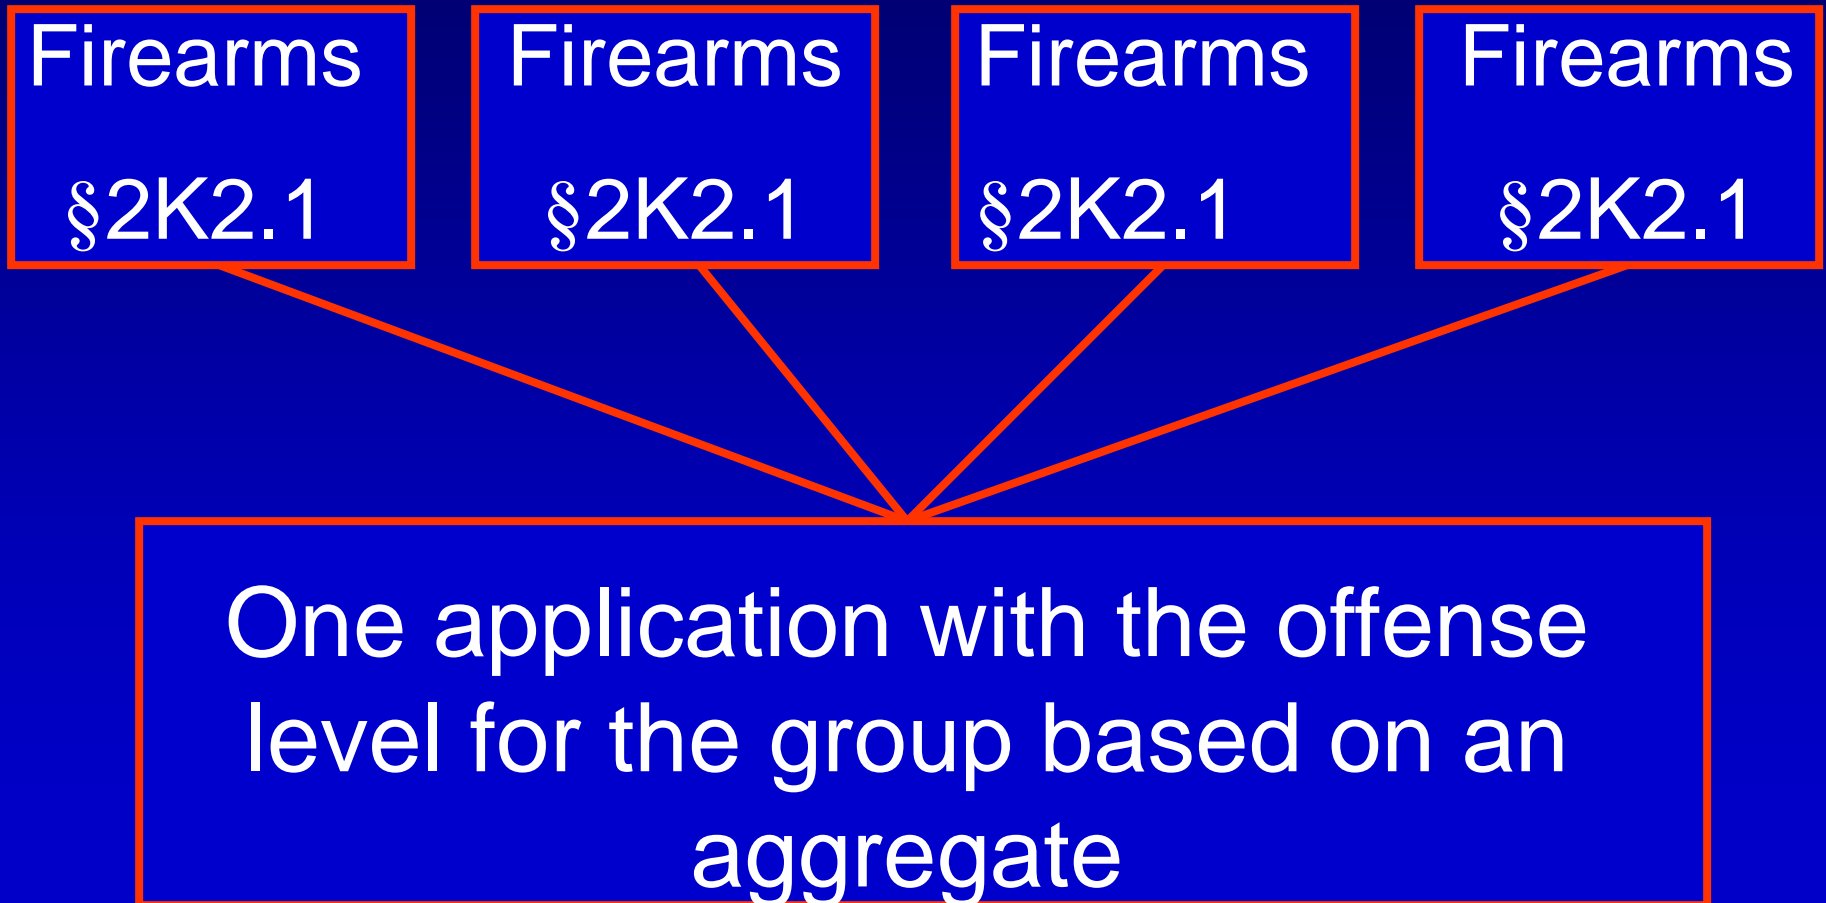 Firearms
§2K2.1
Firearms
§2K2.1
Firearms
§2K2.1
Firearms
§2K2.1
One application with the offense
level for the group based on an
aggregate